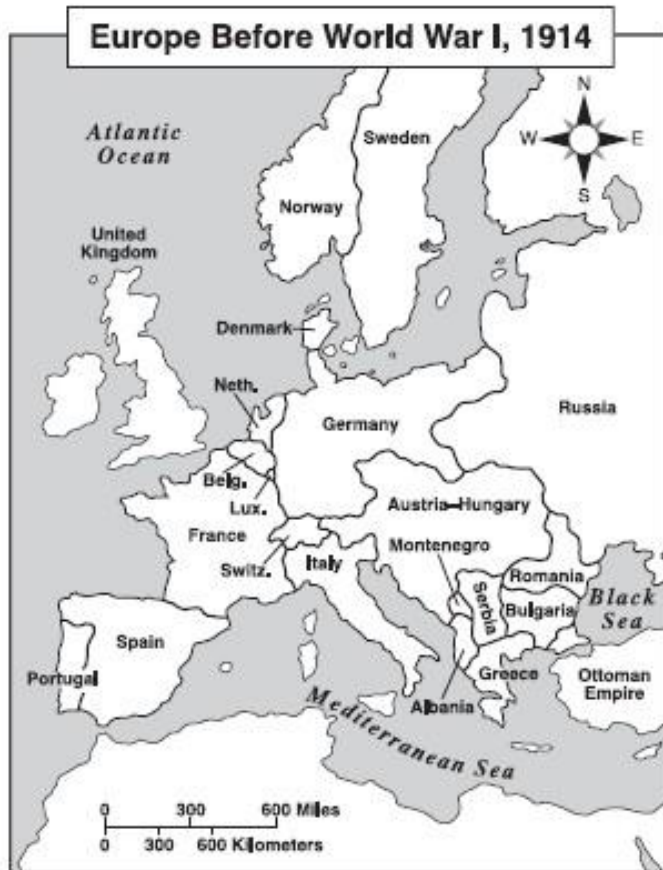 Europe Before World War I, 1914
Atlantic
Ocean
N
W
E
S
Sweden
Norway
United
Kingdom
Denmark
Neth.
Germany
Russia
Belg.
Lux.
Austria-Hungary
France
Montenegro
Switz.
Italy
Romania
Serbia
Bulgaria
Black
Sea
Spain
Portugal
Greece
Ottoman
Empire
Albania
Mediterranean Sea
0 300 600 Miles
0 300 600 Kilometers